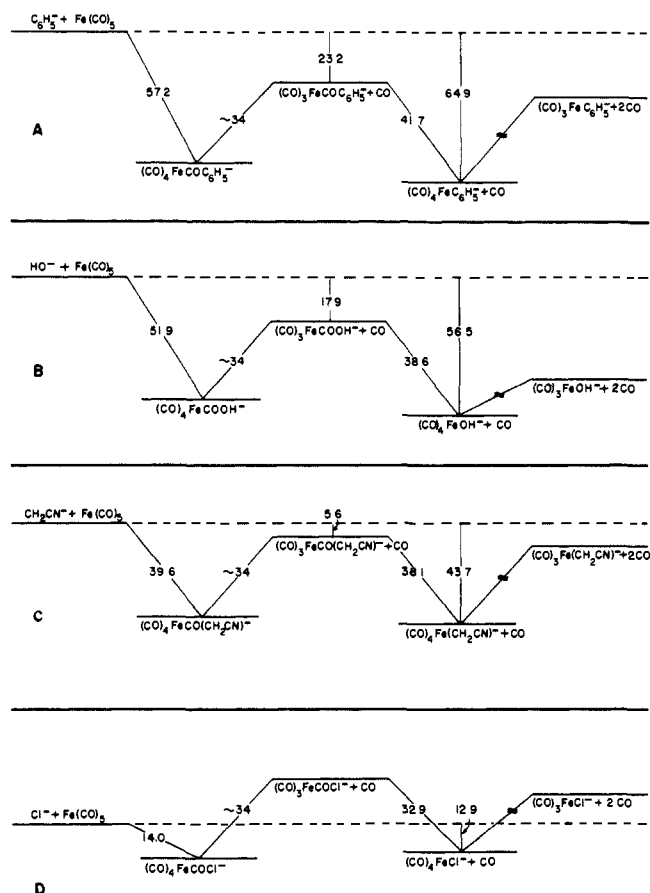 C6H5− + Fe(CO)5
57.2
(CO)4FeCOC6H5−
~34
23.2
(CO)3FeCOC6H5− + CO
41.7
64.9
(CO)4FeC6H5− + CO
(CO)3FeC6H5− + 2CO
A
HO− + Fe(CO)5
51.9
(CO)4FeCOOH−
~34
17.9
(CO)3FeCOOH− + CO
38.6
56.5
(CO)4FeOH− + CO
(CO)3FeOH− + 2CO
B
CH2CN− + Fe(CO)5
39.6
(CO)4FeCO(CH2CN)−
~34
5.6
(CO)3FeCO(CH2CN)− + CO
38.1
43.7
(CO)4Fe(CH2CN)− + CO
(CO)3Fe(CH2CN)− + 2CO
C
Cl− + Fe(CO)5
14.0
(CO)4FeCOCl−
~34
(CO)3FeCOCl− + CO
32.9
12.9
(CO)4FeCl− + CO
(CO)3FeCl− + 2CO
D